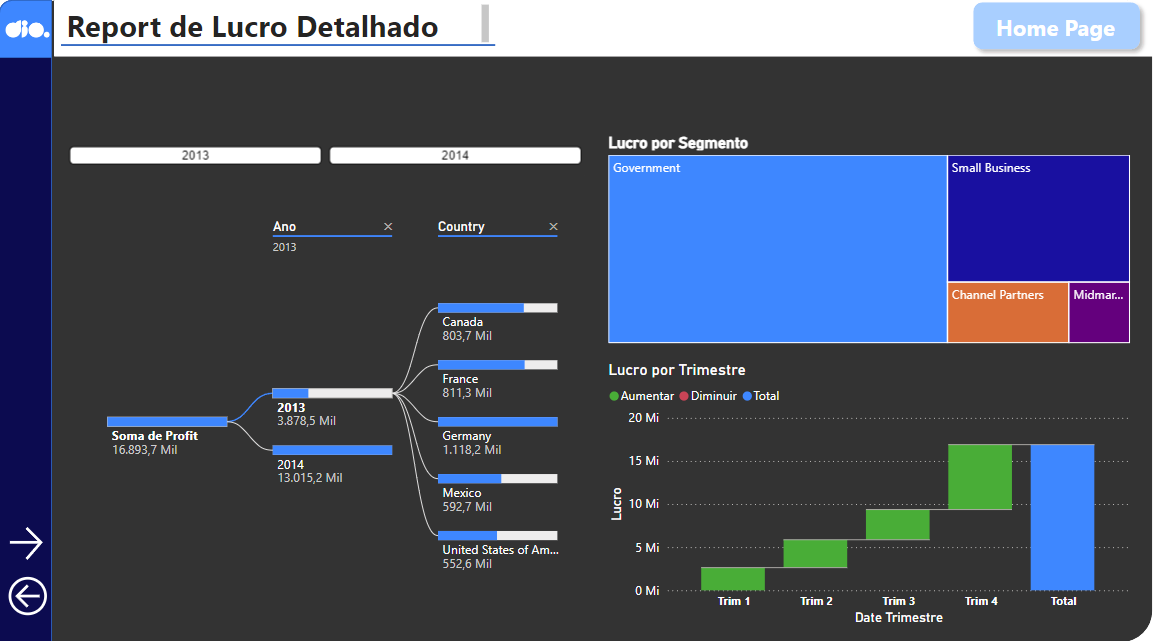 dio.
Report de Lucro Detalhado
Home Page
2013
2014
Ano
2013
Country
Soma de Profit
16.893,7 Mil
2013
3.878,5 Mil
2014
13.015,2 Mil
Canada
803,7 Mil
France
811,3 Mil
Germany
1.118,2 Mil
Mexico
592,7 Mil
United States of Am...
552,6 Mil
Lucro por Segmento
Government
Small Business
Channel Partners
Midmar...
Lucro por Trimestre
Aumentar Diminuir Total
20 Mi
15 Mi
10 Mi
5 Mi
0 Mi
Lucro
Trim 1 Trim 2 Trim 3 Trim 4 Total
Date Trimestre